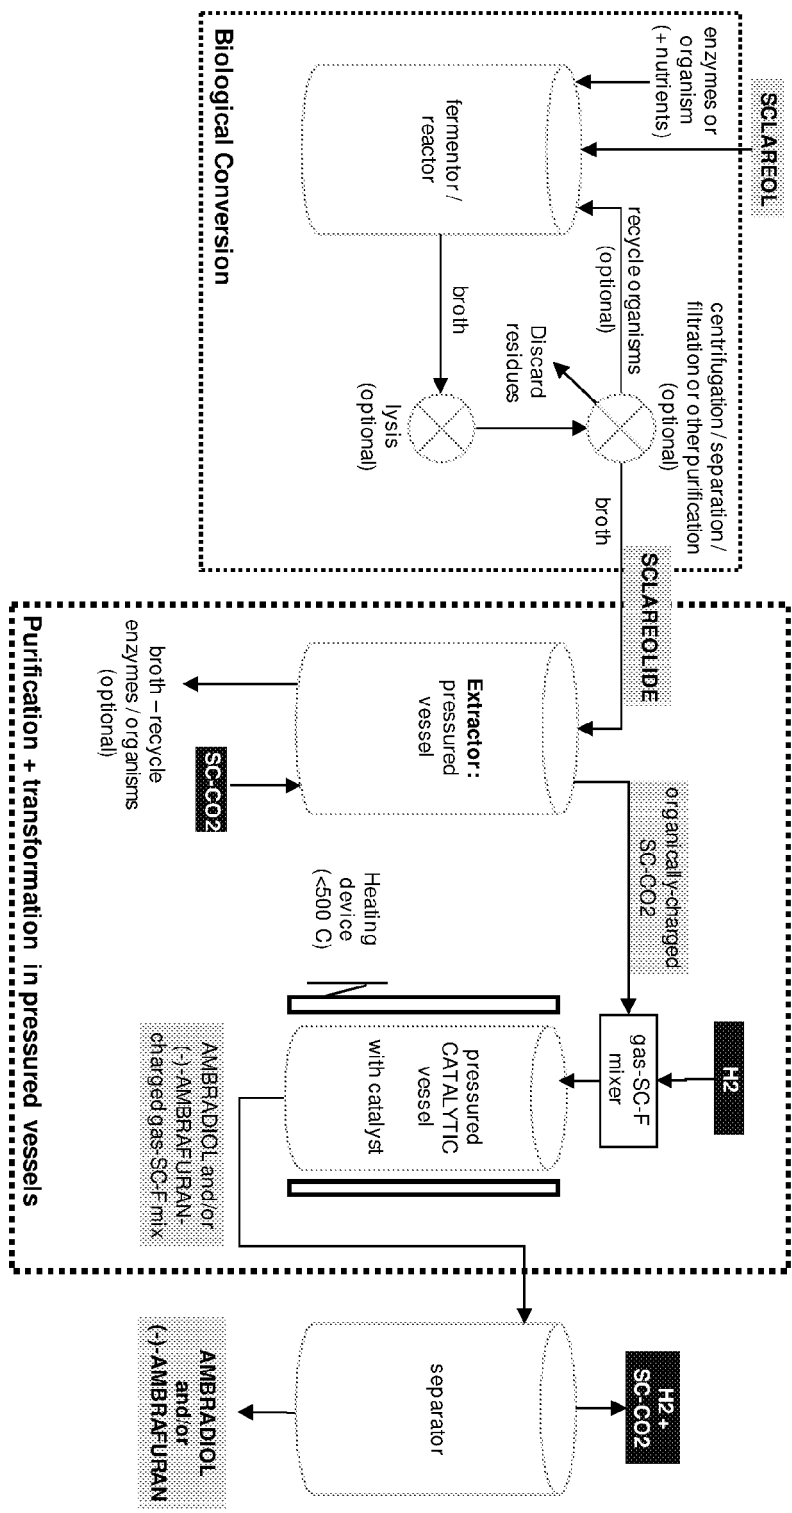 SCLAREOL
enzymes or
organism
(+ nutrients)
fermentor /
reactor
Biological Conversion
recycle organisms
(optional)
broth
Discard
residues
lysis
(optional)
centrifugation / separation /
filtration or other purification
(optional)
broth
SCLAREOLIDE
Extractor:
pressured
vessel
broth – recycle
enzymes / organisms
(optional)
SC-CO2
organically-charged
SC-CO2
H2
gas-SC-F
mixer
Heating
device
(<500 C)
pressured
CATALYTIC
vessel
with catalyst
AMBRADIOL and/or
(-)-AMBRAFURAN-
charged gas-SC-F mix
Purification + transformation in pressured vessels
H2 +
SC-CO2
separator
AMBRADIOL
and/or
(-)-AMBRAFURAN